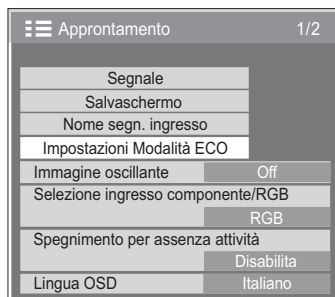 Approntamento 1/2
Segnale
Salvaschermo
Nome segn. ingresso
Impostazioni Modalità ECO
Immagine oscillante Off
Selezione ingresso componente/RGB
RGB
Spegnimento per assenza attività
Disabilita
Lingua OSD Italiano